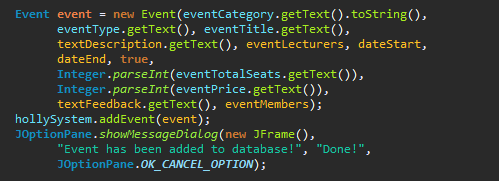 Event event = new Event(eventCategory.getText().toString(),
eventType.getText(), eventTitle.getText(),
textDescription.getText(), eventLecturers, dateStart,
dateEnd, true,
Integer.parseInt(eventTotalSeats.getText()),
Integer.parseInt(eventPrice.getText()),
textFeedback.getText(), eventMembers);
hollySystem.addEvent(event);
JOptionPane.showMessageDialog(new JFrame(),
"Event has been added to database!", "Done!",
JOptionPane.OK_CANCEL_OPTION);